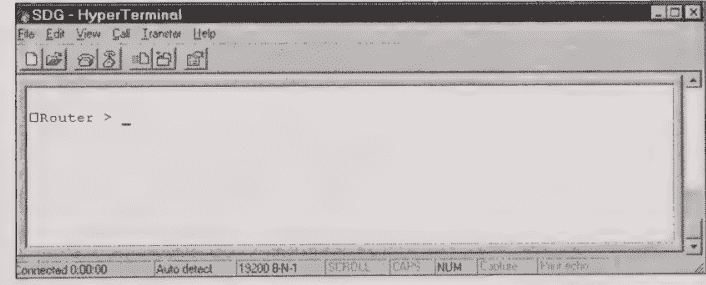 SDG - HyperTerminal
File Edit View Call Transfer Help
□Router > _
Connected 0:00:00 Auto detect 19200 8-N-1 SCROLL CAPS NUM Capture Print echo